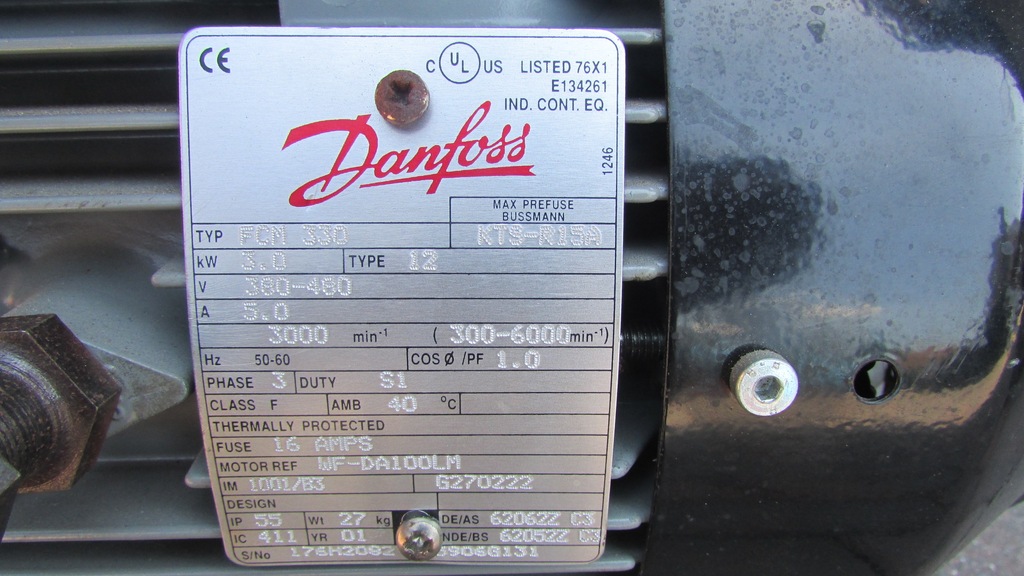 CE
C UL US LISTED 76X1
E134261
IND. CONT. EQ.
Danfoss
1246
MAX PREFUSE
BUSSMANN
TYP FCM 330 KTS-R15A
kW 3.0 TYPE 12
V 380-480
A 5.0
3000 min-1 ( 300-6000min-1)
Hz 50-60 COS Ø /PF 1.0
PHASE 3 DUTY S1
CLASS F AMB 40 °C
THERMALLY PROTECTED
FUSE 16 AMPS
MOTOR REF WF-DA100LM
IM 1001/B3 G270222
DESIGN
IP 55 Wt 27 kg DE/AS 62062Z C3
IC 411 YR 01 NDE/BS 6205ZZ C3
S/No